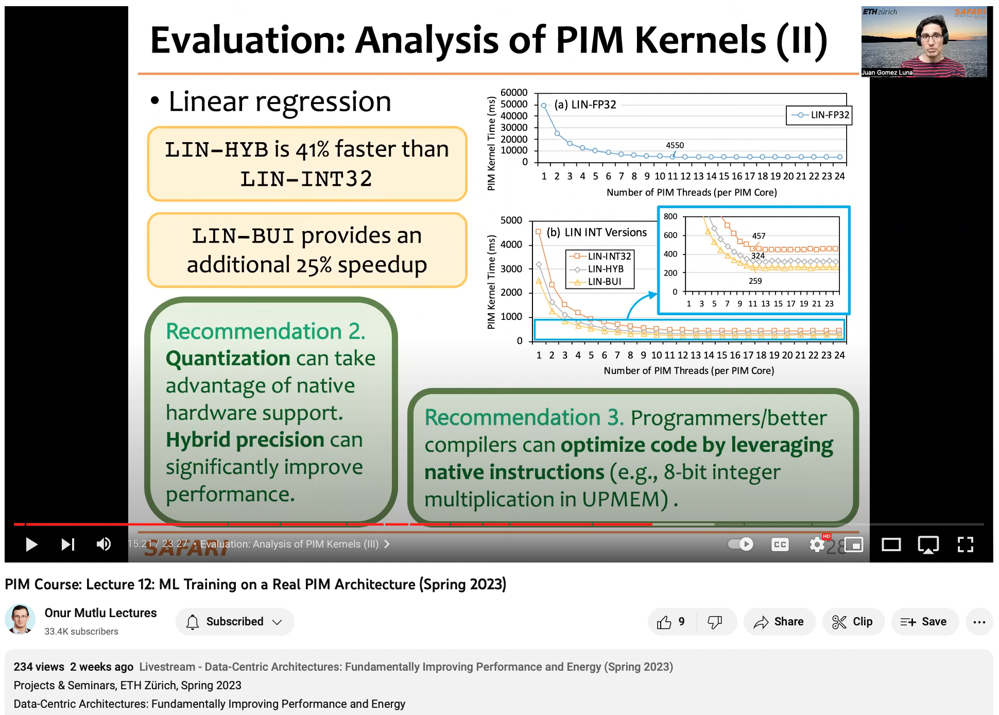 Evaluation: Analysis of PIM Kernels (II)
ETH zürich
SAFARI
Juan Gomez Luna
• Linear regression
LIN-HYB is 41% faster than
LIN-INT32
LIN-BUI provides an
additional 25% speedup
Recommendation 2.
Quantization can take
advantage of native
hardware support.
Hybrid precision can
significantly improve
performance.
PIM Kernel Time (ms)
60000
50000
40000
30000
20000
10000
0
(a) LIN-FP32
LIN-FP32
4550
1 2 3 4 5 6 7 8 9 10 11 12 13 14 15 16 17 18 19 20 21 22 23 24
Number of PIM Threads (per PIM Core)
PIM Kernel Time (ms)
5000
4000
3000
2000
1000
0
(b) LIN INT Versions
LIN-INT32
LIN-HYB
LIN-BUI
800
600
400
200
0
457
324
259
1 3 5 7 9 11 13 15 17 19 21 23
1 2 3 4 5 6 7 8 9 10 11 12 13 14 15 16 17 18 19 20 21 22 23 24
Number of PIM Threads (per PIM Core)
Recommendation 3. Programmers/better
compilers can optimize code by leveraging
native instructions (e.g., 8-bit integer
multiplication in UPMEM) .
SAFARI
28
15:21 / 23:27 • Evaluation: Analysis of PIM Kernels (III)
CC
HD
PIM Course: Lecture 12: ML Training on a Real PIM Architecture (Spring 2023)
Onur Mutlu Lectures
33.4K subscribers
Subscribed
9
Share
Clip
Save
234 views 2 weeks ago Livestream - Data-Centric Architectures: Fundamentally Improving Performance and Energy (Spring 2023)
Projects & Seminars, ETH Zürich, Spring 2023
Data-Centric Architectures: Fundamentally Improving Performance and Energy